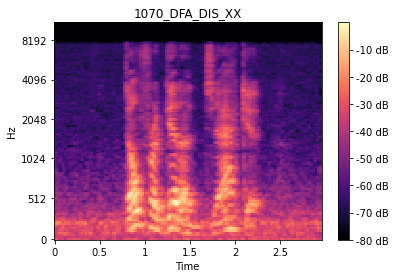 1070_DFA_DIS_XX
8192
4096
2048
1024
512
0
Hz
0 0.5 1 1.5 2 2.5
Time
-10 dB
-20 dB
-30 dB
-40 dB
-50 dB
-60 dB
-70 dB
-80 dB